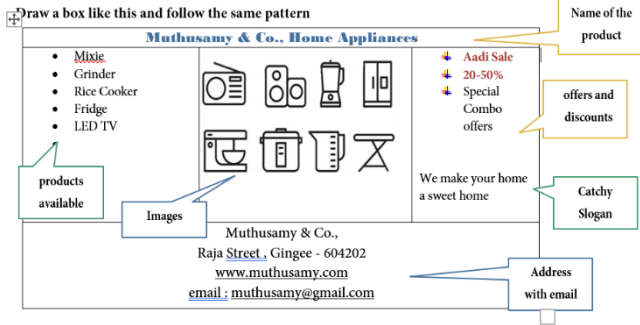 Draw a box like this and follow the same pattern
Name of the
product
Muthusamy & Co., Home Appliances
Mixie
Grinder
Rice Cooker
Fridge
LED TV
Aadi Sale
20-50%
Special
Combo
offers
offers and
discounts
products
available
Images
We make your home
a sweet home
Catchy
Slogan
Muthusamy & Co.,
Raja Street , Gingee - 604202
www.muthusamy.com
email : muthusamy@gmail.com
Address
with email